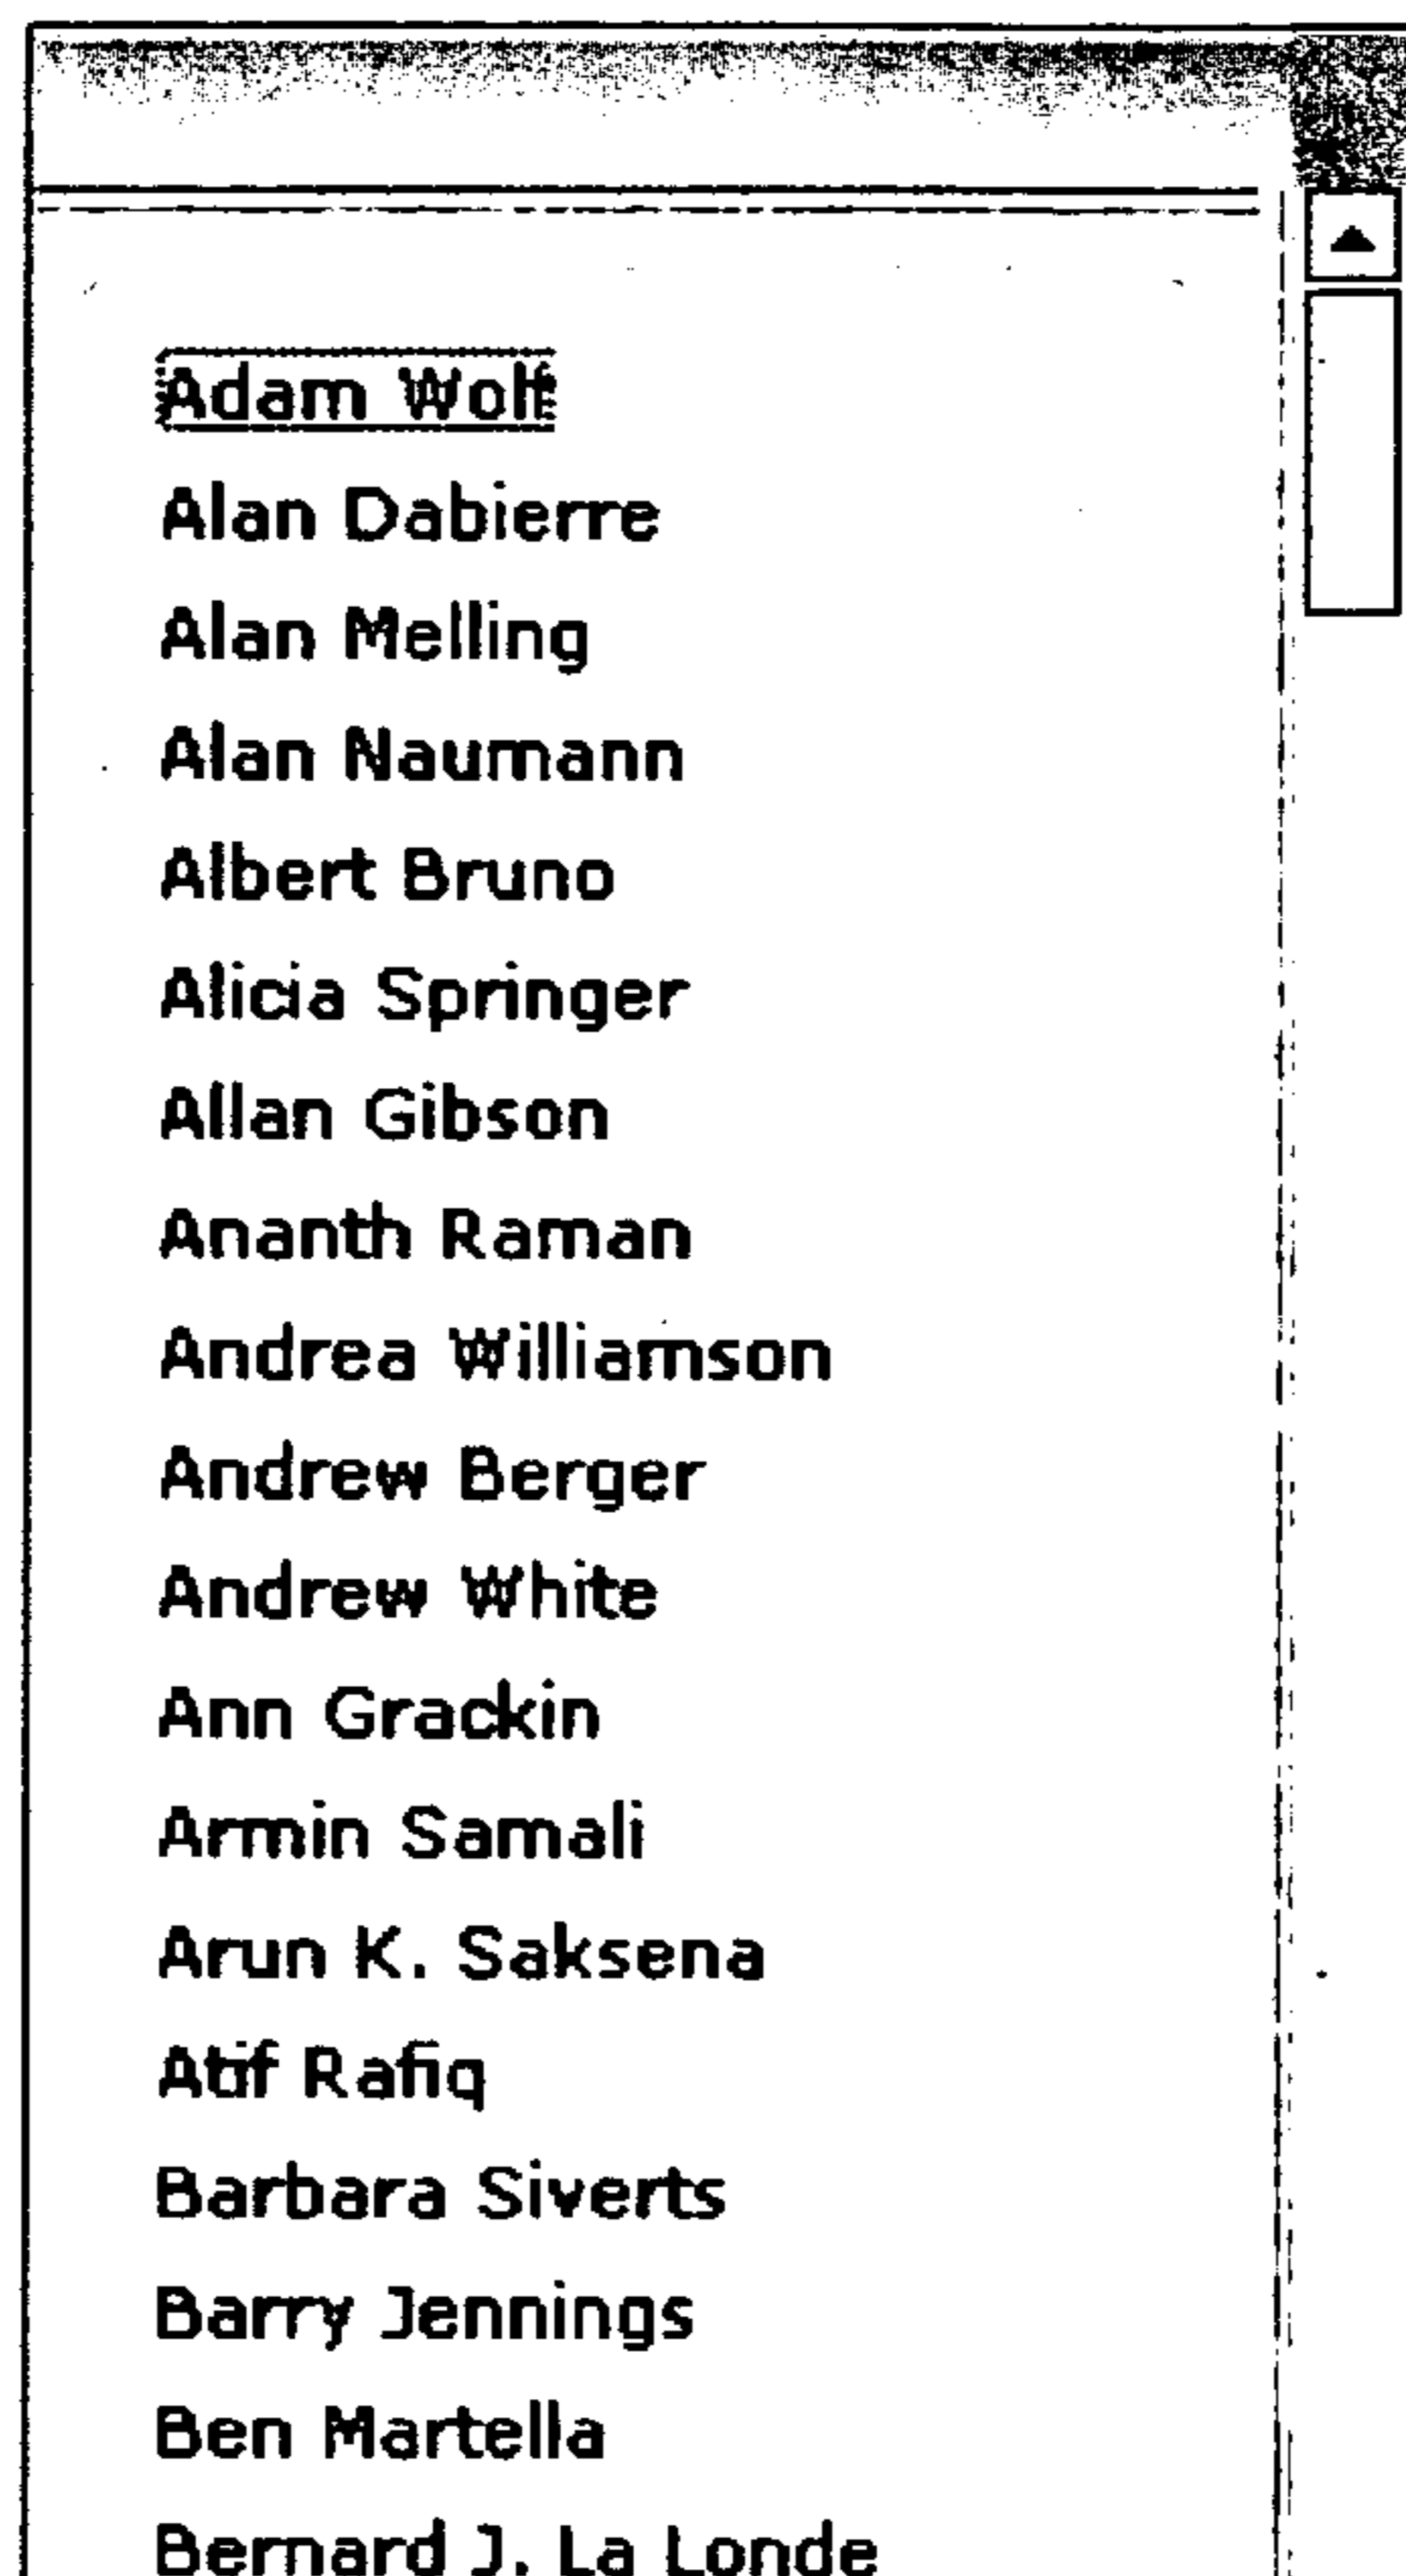 Adam Wolf
Alan Dabierre
Alan Melling
Alan Naumann
Albert Bruno
Alicia Springer
Allan Gibson
Ananth Raman
Andrea Williamson
Andrew Berger
Andrew White
Ann Grackin
Armin Samali
Arun K. Saksena
Atif Rafiq
Barbara Siverts
Barry Jennings
Ben Martella
Bernard J. La Londe